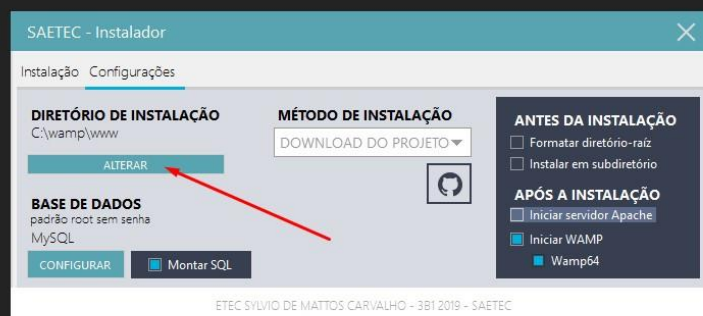 SAETEC - Instalador
Instalação Configurações
DIRETÓRIO DE INSTALAÇÃO
C:\wamp\www
ALTERAR
BASE DE DADOS
padrão root sem senha
MySQL
CONFIGURAR
Montar SQL
MÉTODO DE INSTALAÇÃO
DOWNLOAD DO PROJETO
ANTES DA INSTALAÇÃO
Formatar diretório-raíz
Instalar em subdiretório
APÓS A INSTALAÇÃO
Iniciar servidor Apache
Iniciar WAMP
Wamp64
ETEC SYLVIO DE MATTOS CARVALHO - 3B1 2019 - SAETEC